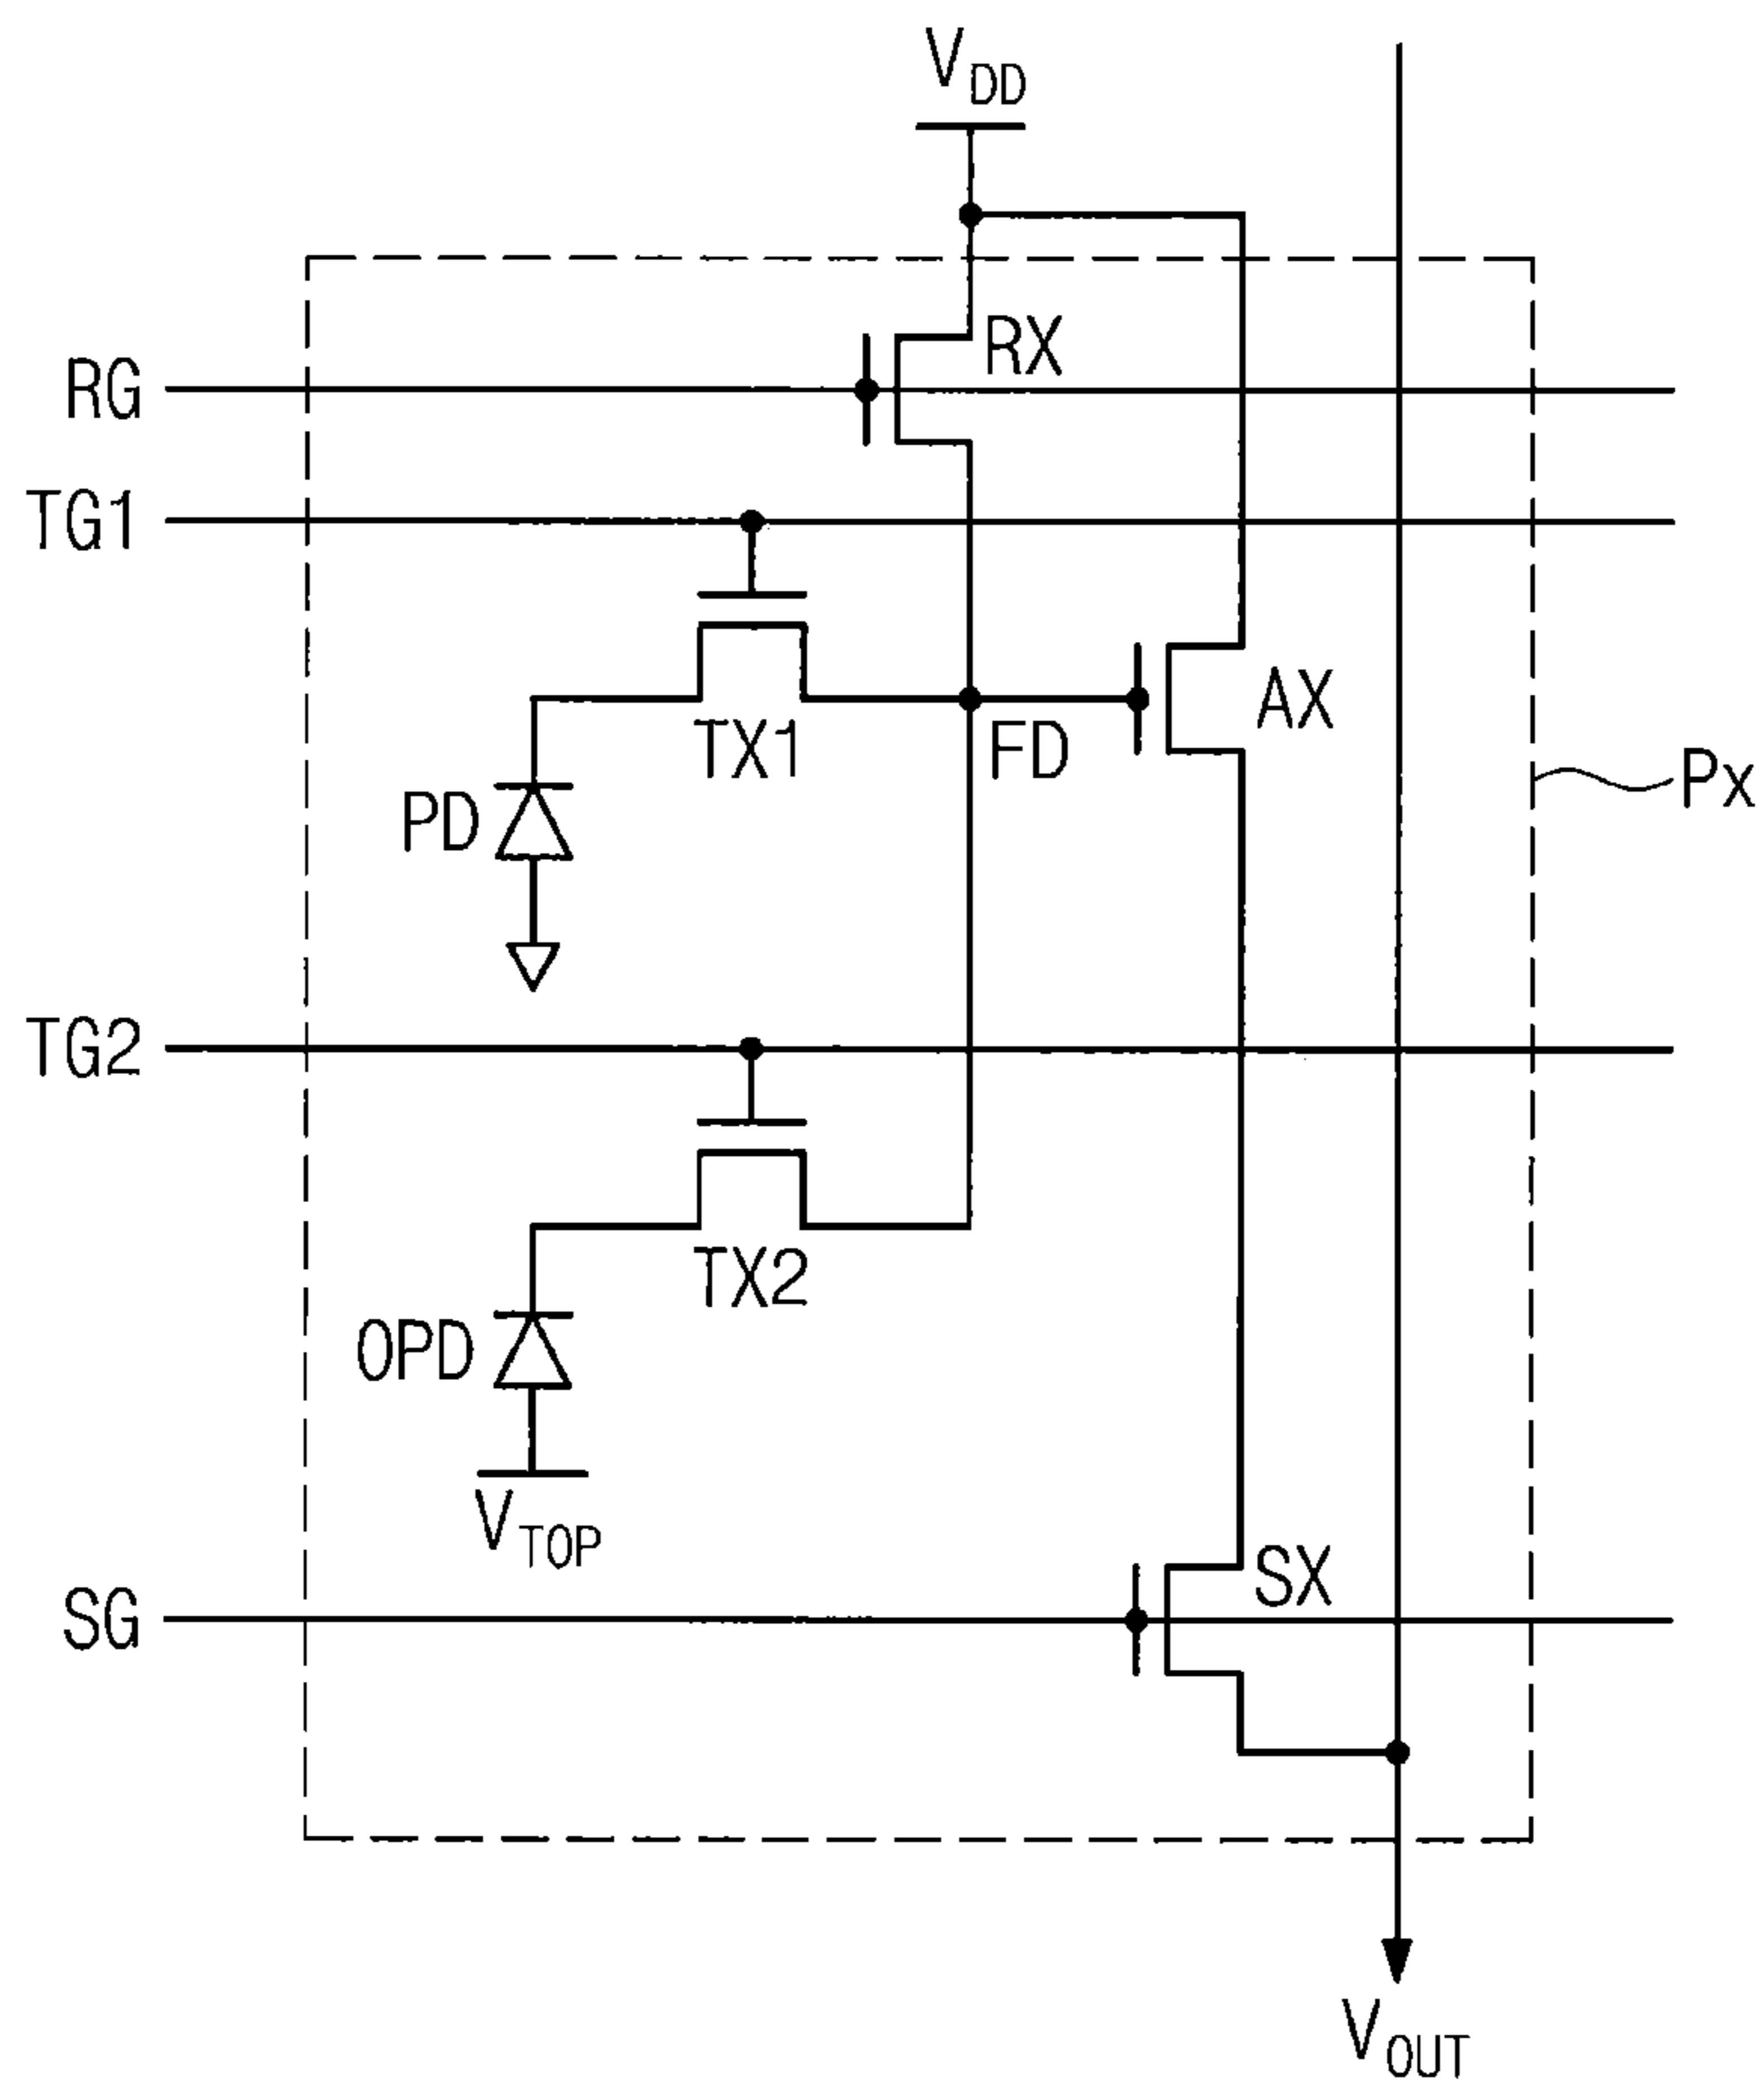 VDD
RX
RG
TG1
AX
TX1
FD
Px
PD
TG2
TX2
OPD
VTOP
SX
SG
VOUT